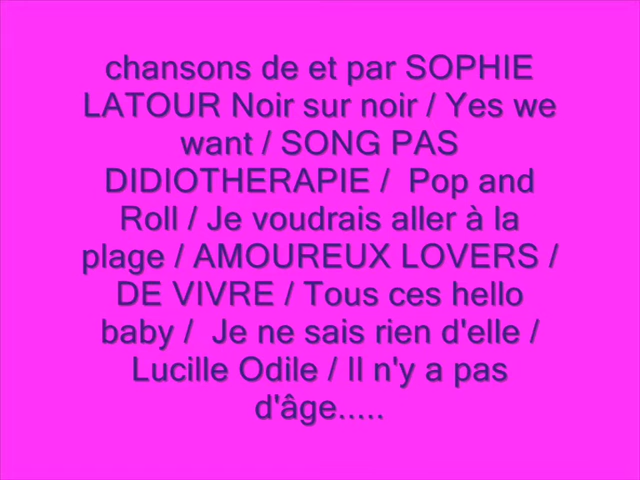 chansons de et par SOPHIE
LATOUR Noir sur noir / Yes we
want / SONG PAS
DIDIOTHERAPIE /  Pop and
Roll / Je voudrais aller à la
plage / AMOUREUX LOVERS /
DE VIVRE / Tous ces hello
baby /  Je ne sais rien d'elle /
Lucille Odile / Il n'y a pas
d'âge.....